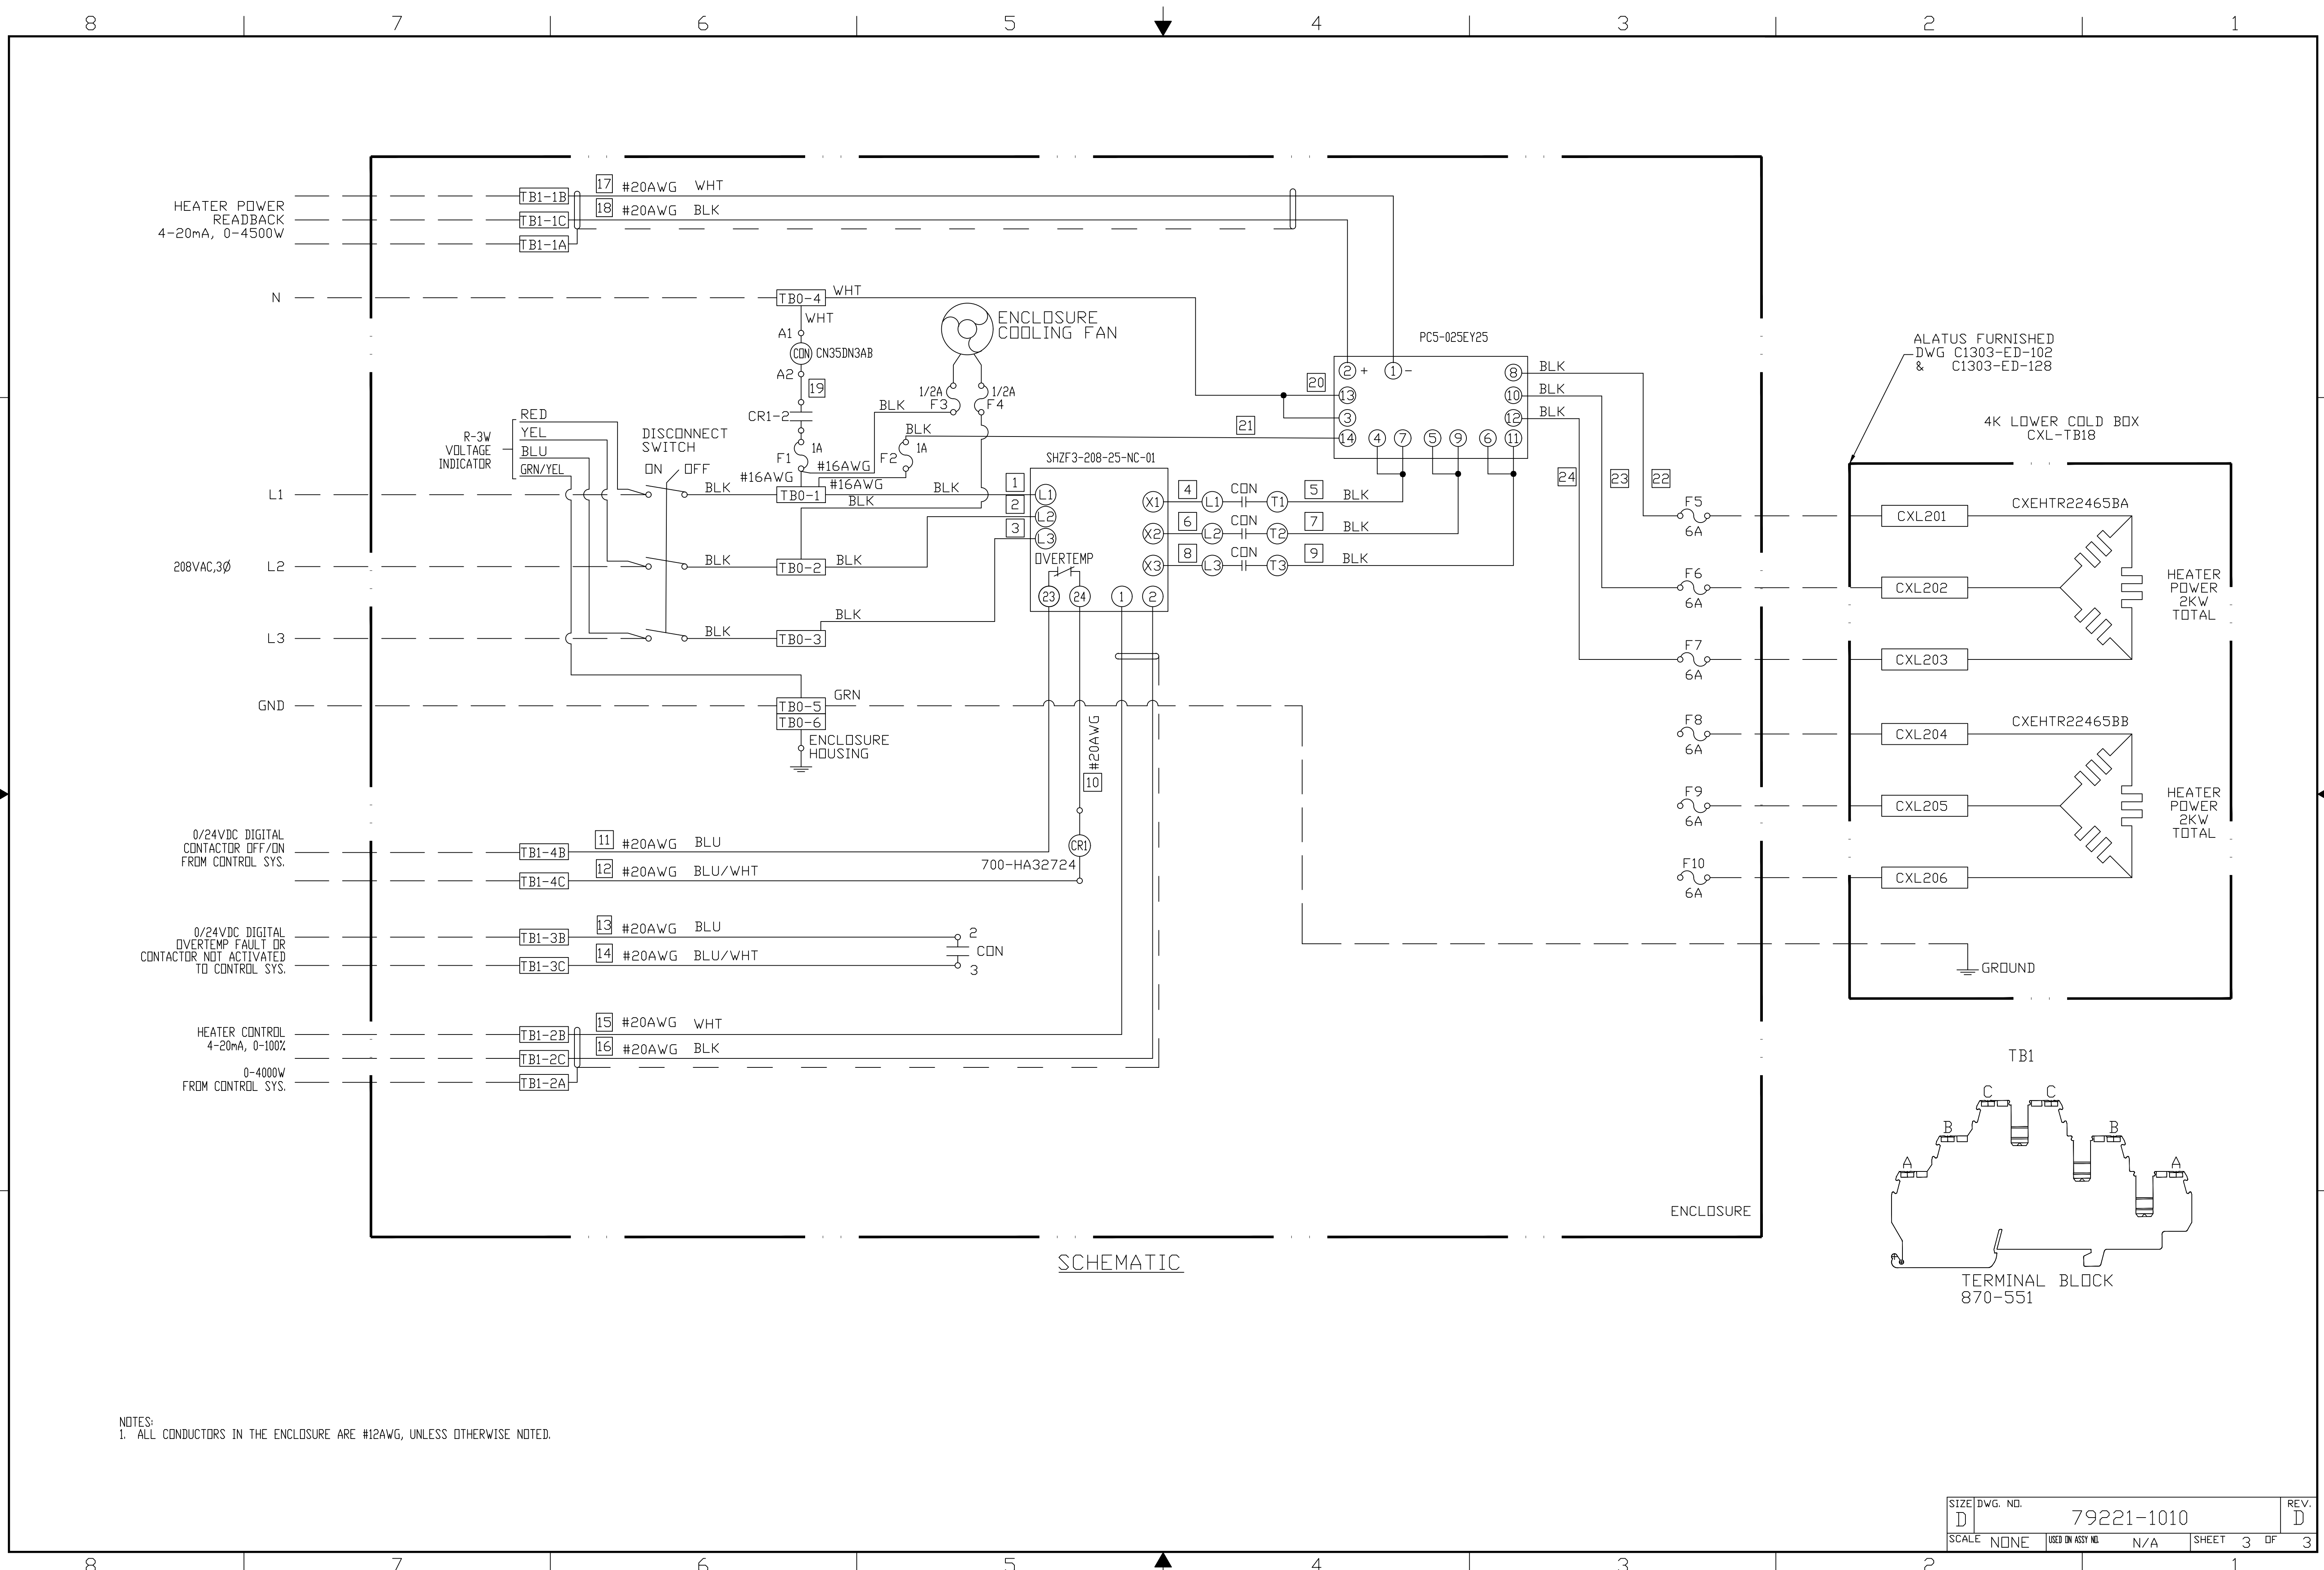 8 7 6 5 4 3 2 1
HEATER POWER
READBACK
4-20mA, 0-4500W
TB1-1B
17 #20AWG WHT
TB1-1C
18 #20AWG BLK
TB1-1A
N
TB0-4
WHT
WHT
A1
CON CN35DN3AB
A2
19
CR1-2
1A
F1
#16AWG
#16AWG
#16AWG
ENCLOSURE
COOLING FAN
1/2A
F3
1/2A
F4
BLK
BLK
F2
1A
R-3W
VOLTAGE
INDICATOR
RED
YEL
BLU
GRN/YEL
DISCONNECT
SWITCH
ON OFF
L1
BLK
TB0-1
BLK
BLK
208VAC,3Ø
L2
BLK
TB0-2
BLK
L3
BLK
TB0-3
BLK
GND
TB0-5
TB0-6
GRN
ENCLOSURE
HOUSING
SHZF3-208-25-NC-01
1
2
3
L1
L2
L3
OVERTEMP
23 24 1 2
X1
X2
X3
4 L1 CON T1 5 BLK
6 L2 CON T2 7 BLK
8 L3 CON T3 9 BLK
PC5-025EY25
20
21
2 + 1 -
13
3
14 4 7 5 9 6 11
8 BLK
10 BLK
12 BLK
24 23 22
F5
6A
F6
6A
F7
6A
F8
6A
F9
6A
F10
6A
ALATUS FURNISHED
DWG C1303-ED-102
& C1303-ED-128
4K LOWER COLD BOX
CXL-TB18
CXEHTR22465BA
CXL201
CXL202
CXL203
HEATER
POWER
2KW
TOTAL
CXEHTR22465BB
CXL204
CXL205
CXL206
HEATER
POWER
2KW
TOTAL
GROUND
#20AWG
10
CR1
700-HA32724
0/24VDC DIGITAL
CONTACTOR OFF/ON
FROM CONTROL SYS.
TB1-4B
11 #20AWG BLU
TB1-4C
12 #20AWG BLU/WHT
0/24VDC DIGITAL
OVERTEMP FAULT OR
CONTACTOR NOT ACTIVATED
TO CONTROL SYS.
TB1-3B
13 #20AWG BLU
TB1-3C
14 #20AWG BLU/WHT
2
CON
3
HEATER CONTROL
4-20mA, 0-100%
0-4000W
FROM CONTROL SYS.
TB1-2B
15 #20AWG WHT
TB1-2C
16 #20AWG BLK
TB1-2A
ENCLOSURE
SCHEMATIC
TB1
C C
B B
A A
TERMINAL BLOCK
870-551
NOTES:
1. ALL CONDUCTORS IN THE ENCLOSURE ARE #12AWG, UNLESS OTHERWISE NOTED.
SIZE
D
DWG. NO.
79221-1010
REV.
D
SCALE NONE
USED ON ASSY NO. N/A
SHEET 3 OF 3
8 7 6 5 4 3 2 1